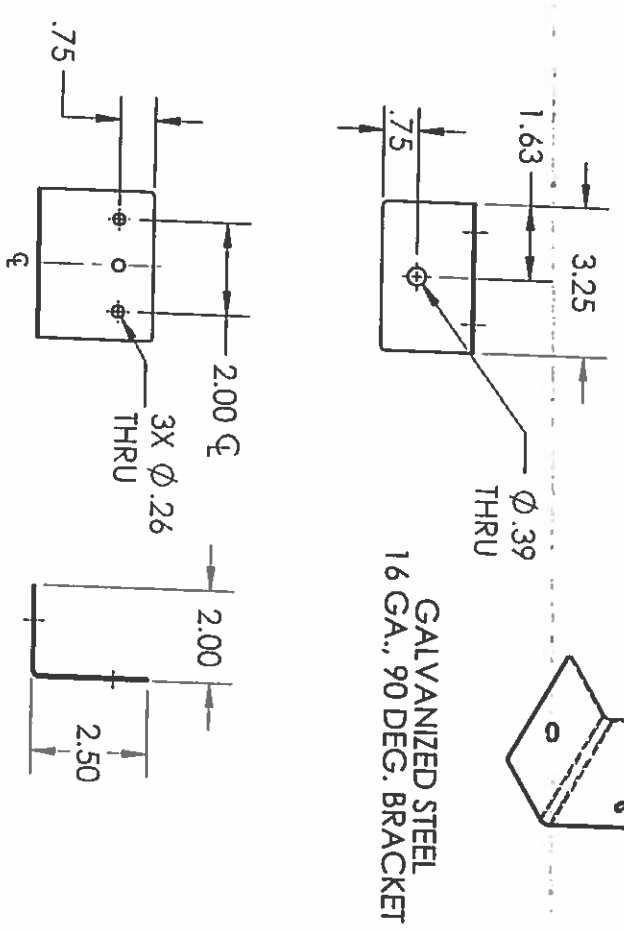 1.63
3.25
.75
Ø.39
THRU
GALVANIZED STEEL
16 GA., 90 DEG. BRACKET
.75
2.00 ℄
3X Ø.26
THRU
℄
2.00
2.50